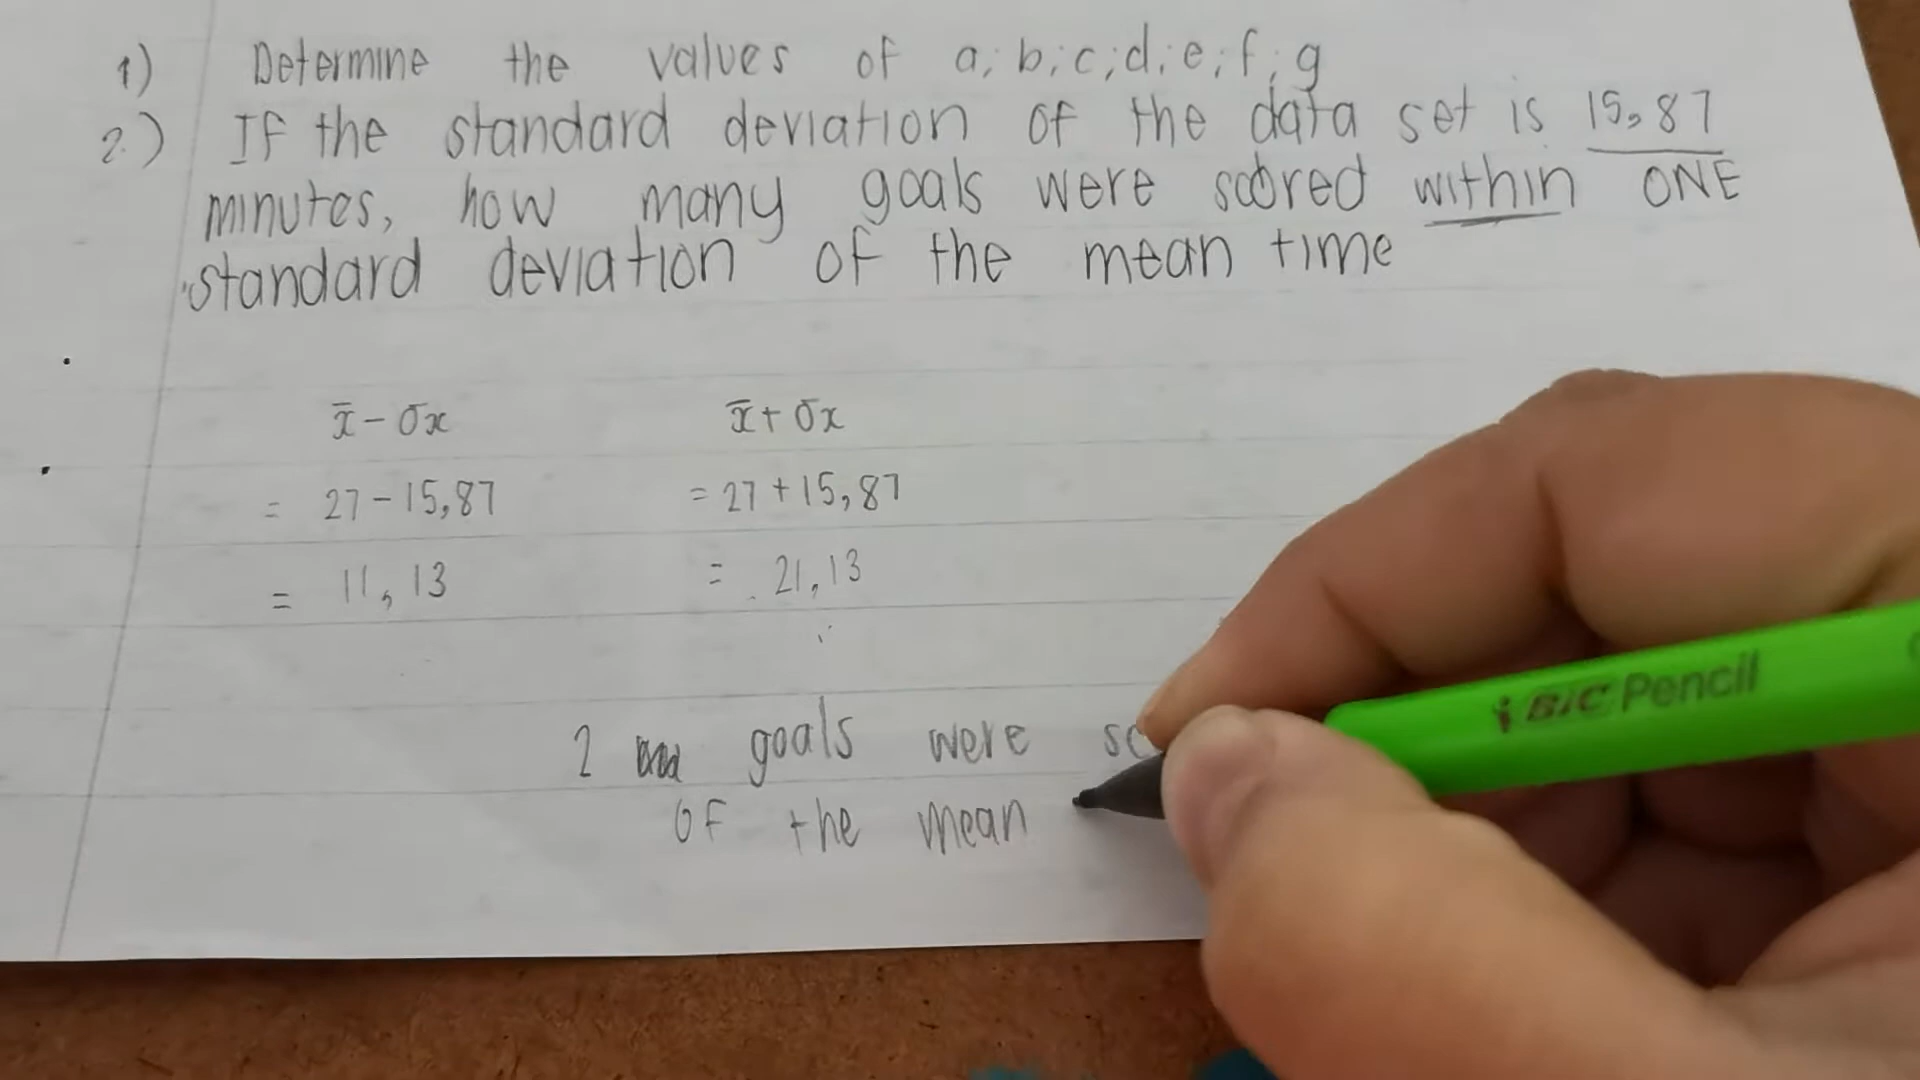 1) Determine the values of a; b; c; d; e; f; g
2.) If the standard deviation of the data set is 15,87
minutes, how many goals were scored within ONE
standard deviation of the mean time
x̄ - σx x̄ + σx
= 27 - 15,87 = 27 + 15,87
= 11,13 = 21,13
2 goals were sc
of the mean
BIC Pencil